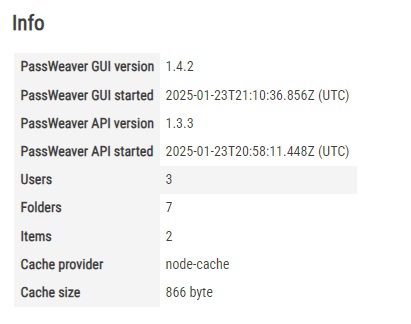 Info
PassWeaver GUI version 1.4.2
PassWeaver GUI started 2025-01-23T21:10:36.856Z (UTC)
PassWeaver API version 1.3.3
PassWeaver API started 2025-01-23T20:58:11.448Z (UTC)
Users 3
Folders 7
Items 2
Cache provider node-cache
Cache size 866 byte